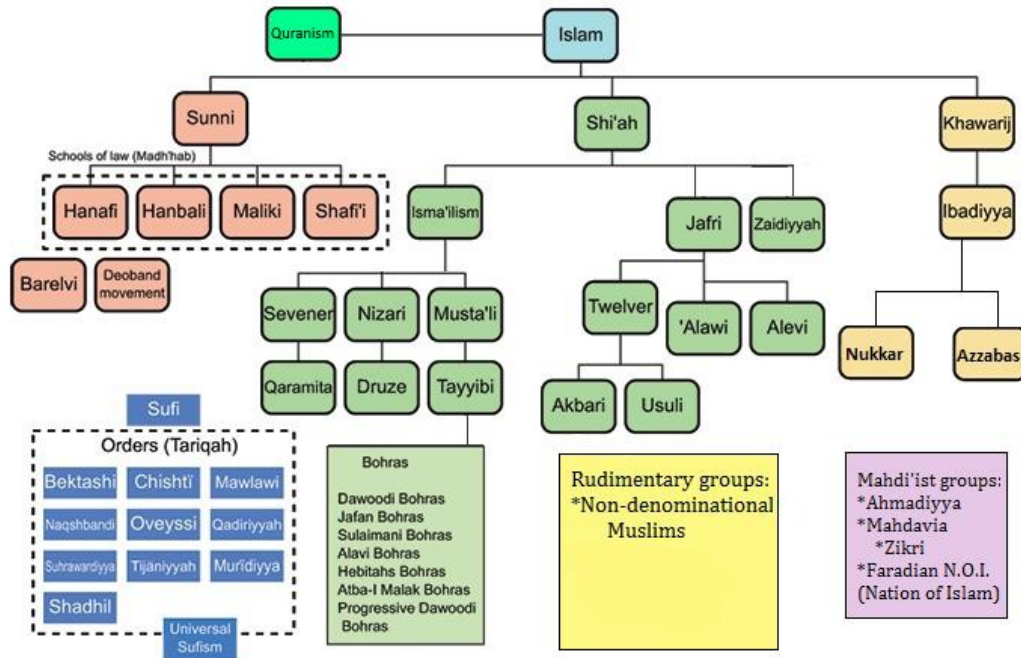 Quranism
Islam
Sunni
Shi'ah
Khawarij
Schools of law (Madh'hab)
Hanafi
Hanbali
Maliki
Shafi'i
Isma'ilism
Jafri
Zaidiyyah
Ibadiyya
Barelvi
Deoband
movement
Sevener
Nizari
Musta'li
Twelver
'Alawi
Alevi
Nukkar
Azzabas
Qaramita
Druze
Tayyibi
Akbari
Usuli
Sufi
Orders (Tariqah)
Bektashi
Chishtï
Mawlawi
Naqshbandi
Oveyssi
Qadiriyyah
Suhrawardiyya
Tijāniyyah
Murīdiyya
Shadhil
Universal
Sufism
Bohras
Dawoodi Bohras
Jafan Bohras
Sulaimani Bohras
Alavi Bohras
Hebitahs Bohras
Atba-I Malak Bohras
Progressive Dawoodi
Bohras
Rudimentary groups:
*Non-denominational
Muslims
Mahdi'ist groups:
*Ahmadiyya
*Mahdavia
*Zikri
*Faradian N.O.I.
(Nation of Islam)